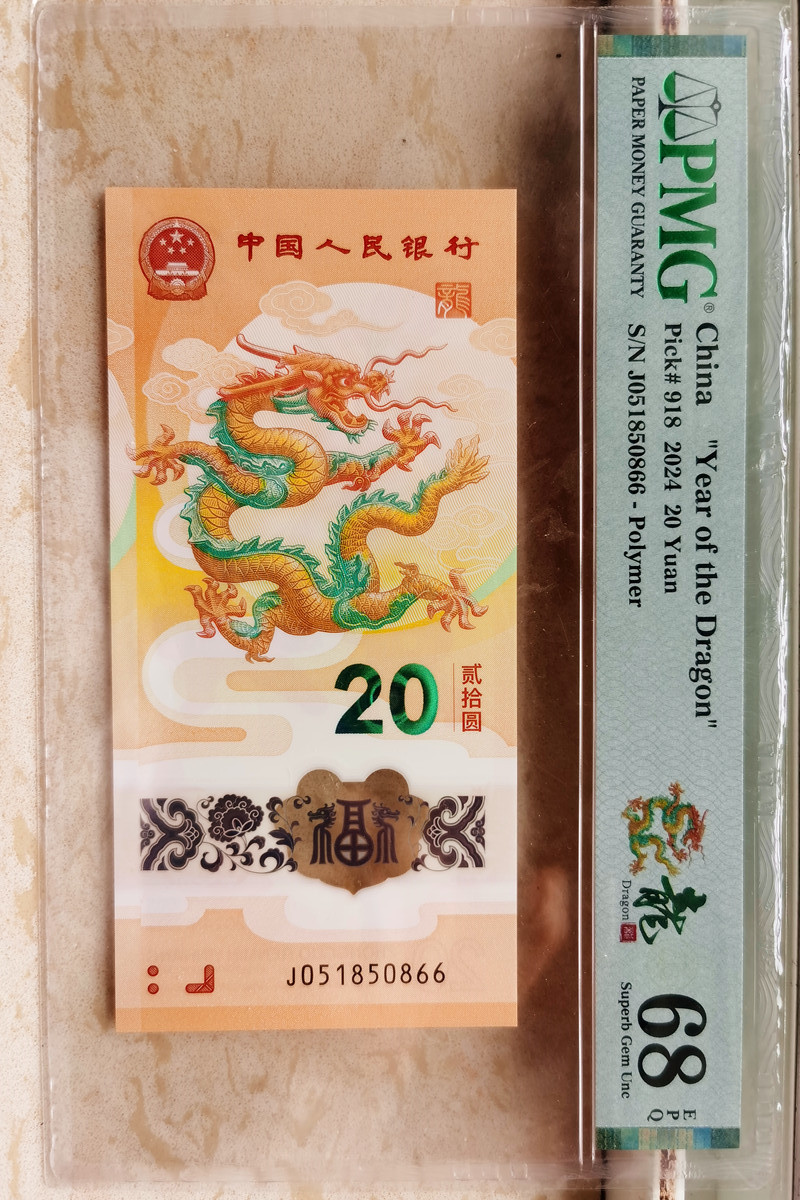 中国人民银行
龍
20
贰拾圆
福
J051850866
PMG®
PAPER MONEY GUARANTY
China "Year of the Dragon"
Pick# 918 2024 20 Yuan
S/N J051850866 - Polymer
龍
Dragon
68
EPQ
Superb Gem Unc